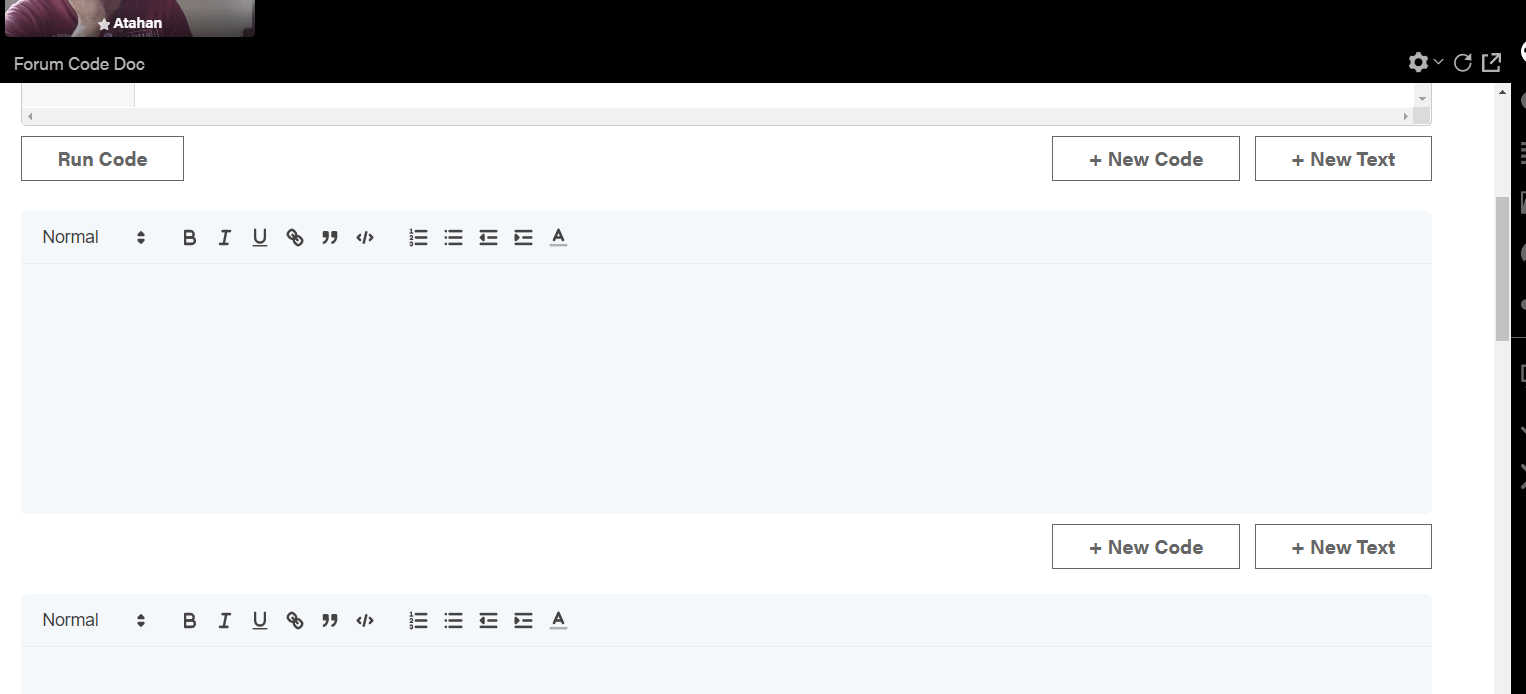 Atahan
Forum Code Doc
Run Code
+ New Code
+ New Text
Normal
+ New Code
+ New Text
Normal